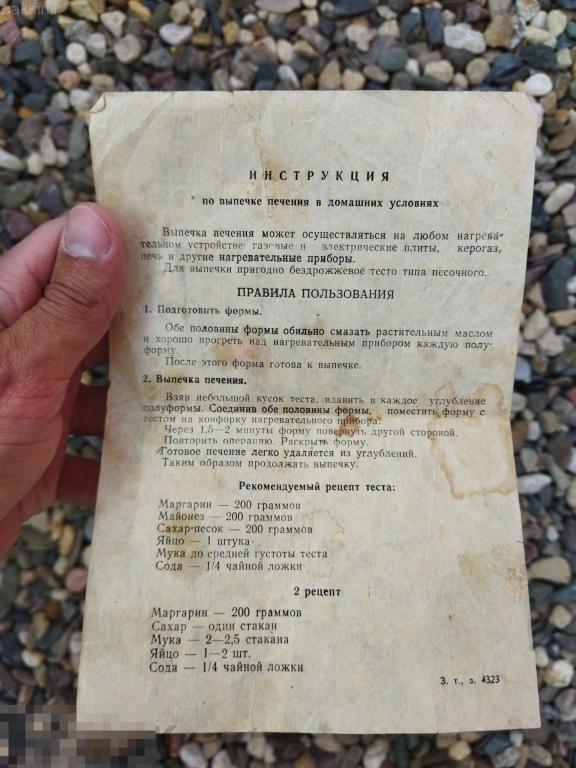 bakkinii
ИНСТРУКЦИЯ
по выпечке печения в домашних условиях
Выпечка печения может осуществляться на любом нагрева-
тельном устройстве: газовые и электрические плиты, керогаз,
печь и другие нагревательные приборы.
Для выпечки пригодно бездрожжевое тесто типа песочного.
ПРАВИЛА ПОЛЬЗОВАНИЯ
1. Подготовить формы.
Обе половины формы обильно смазать растительным маслом
и хорошо прогреть над нагревательным прибором каждую полу-
форму.
После этого форма готова к выпечке.
2. Выпечка печения.
Взяв небольшой кусок теста, вдавить в каждое углубление
полуформы. Соединив обе половины формы, поместить форму с
тестом на конфорку нагревательного прибора.
Через 1,5—2 минуты форму повернуть другой стороной.
Повторить операцию. Раскрыть форму.
Готовое печение легко удаляется из углублений.
Таким образом продолжать выпечку.
Рекомендуемый рецепт теста:
Маргарин — 200 граммов
Майонез — 200 граммов
Сахар-песок — 200 граммов
Яйцо — 1 штука
Мука до средней густоты теста
Сода — 1/4 чайной ложки
2 рецепт
Маргарин — 200 граммов
Сахар — один стакан
Мука — 2—2,5 стакана
Яйцо — 1—2 шт.
Сода — 1/4 чайной ложки
З. т., з. 4323